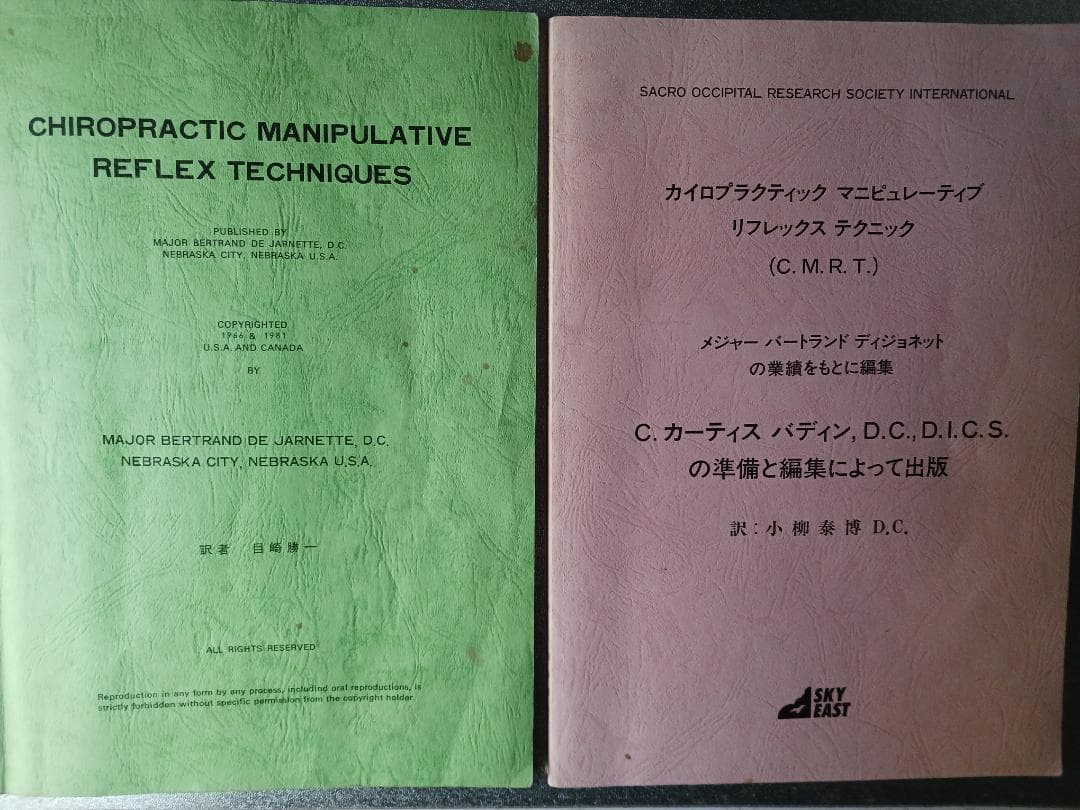 CHIROPRACTIC MANIPULATIVE
REFLEX TECHNIQUES
PUBLISHED BY
MAJOR BERTRAND DE JARNETTE, D.C.
NEBRASKA CITY, NEBRASKA U.S.A.
COPYRIGHTED
1966 & 1981
U.S.A. AND CANADA
BY
MAJOR BERTRAND DE JARNETTE, D.C.
NEBRASKA CITY, NEBRASKA U.S.A.
訳者 目崎勝一
ALL RIGHTS RESERVED
Reproduction in any form by any process, includind oral reproductions, is
strictly forbidden without specific permission from the copyright holder.
SACRO OCCIPITAL RESEARCH SOCIETY INTERNATIONAL
カイロプラクティック マニピュレーティブ
リフレックス テクニック
(C. M. R. T.)
メジャー バートランド ディジョネット
の業績をもとに編集
C. カーティス バディン, D.C., D.I.C.S.
の準備と編集によって出版
訳：小柳泰博 D.C.
SKY
EAST